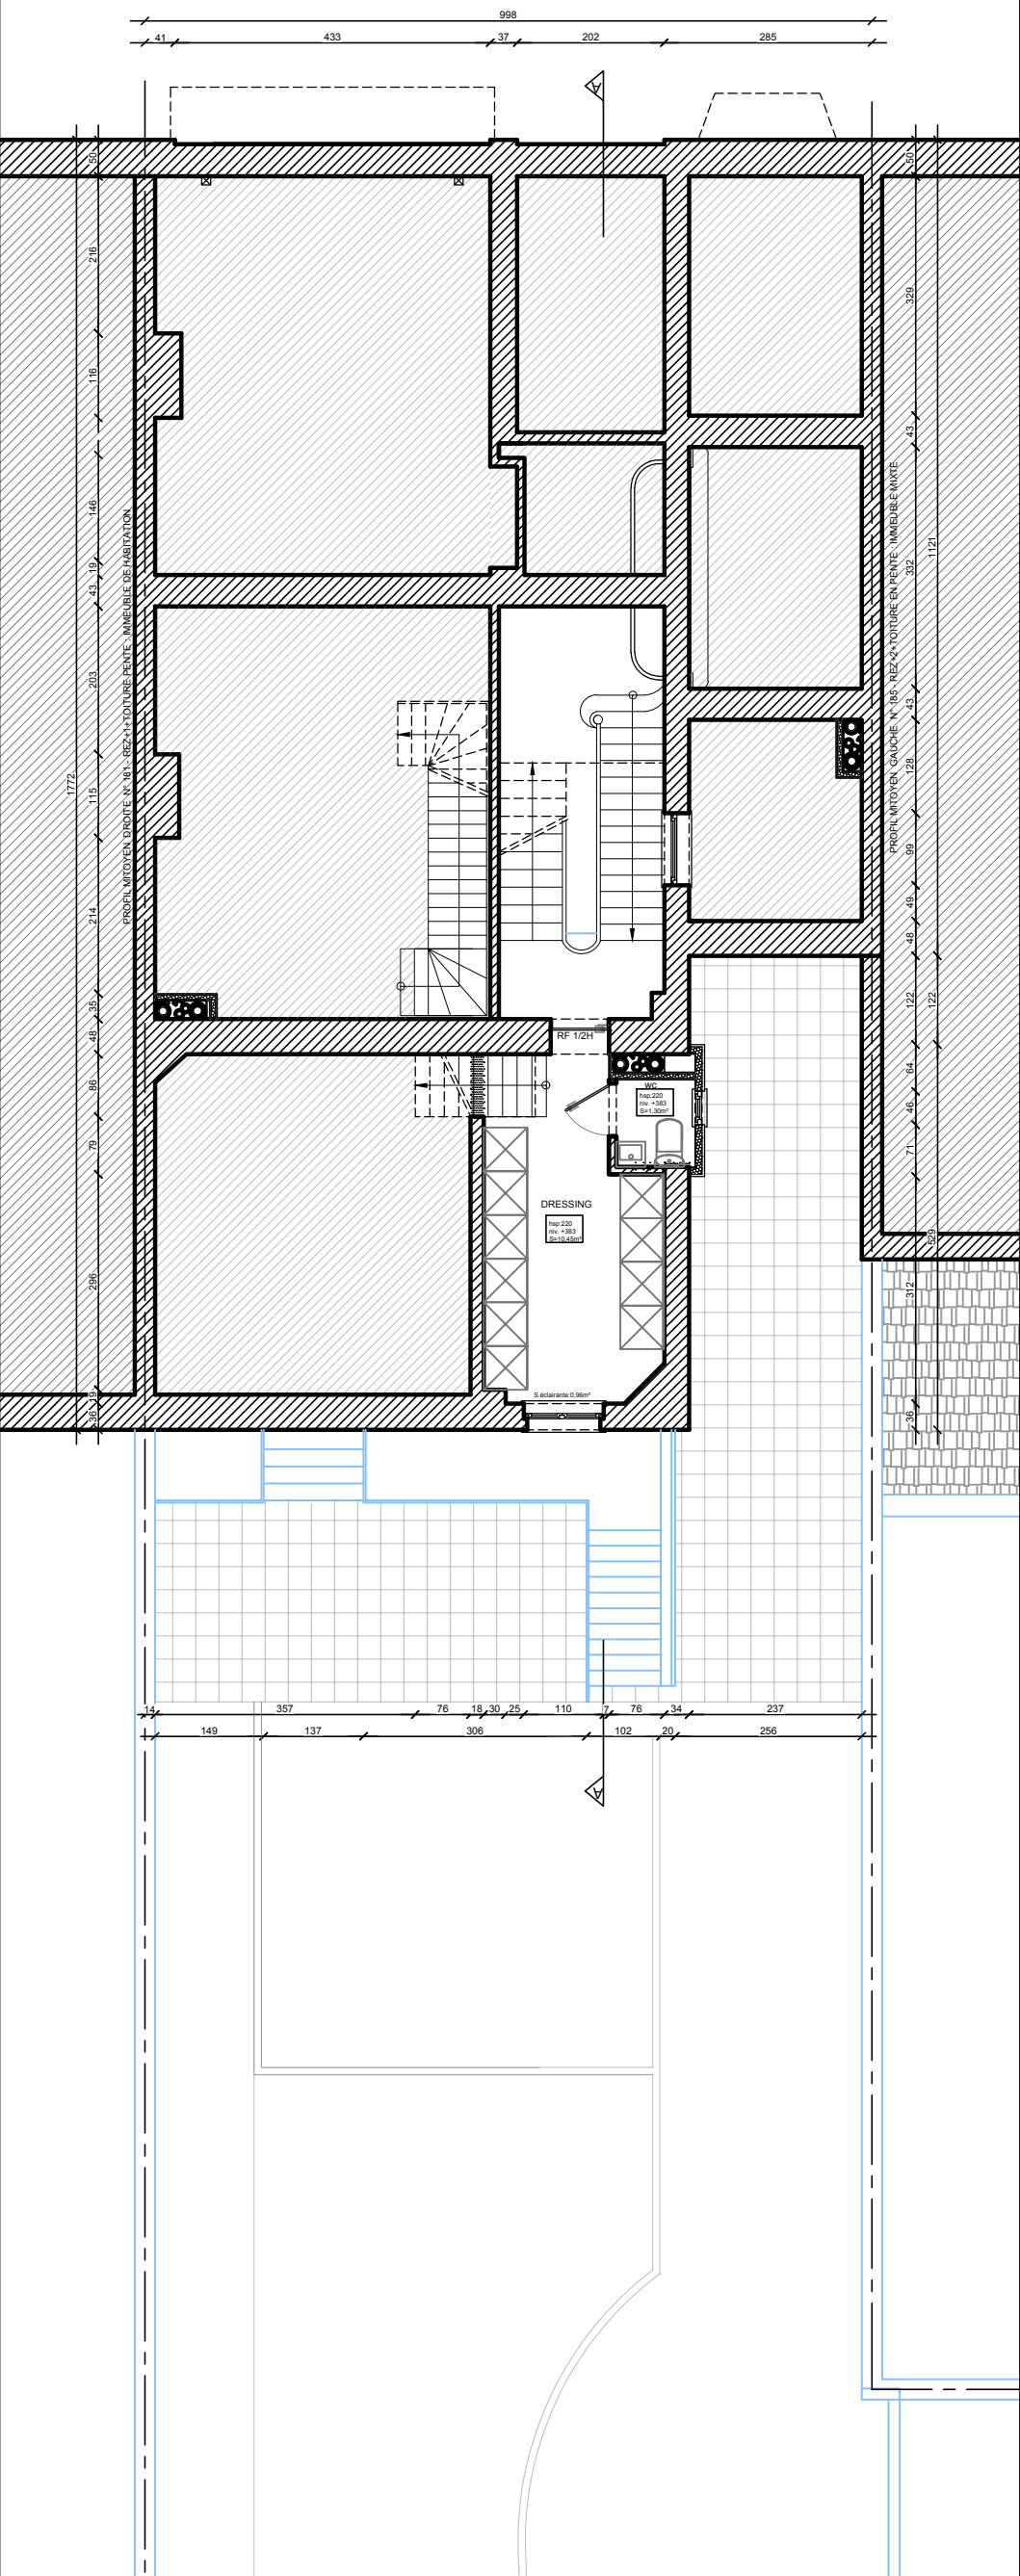 998
41 433 37 202 285
A
50
216
116
146
19
43
203
115
214
35
48
86
79
296
19
36
1772
PROFIL MITOYEN DROITE N° 181 - REZ+1+TOITURE PENTE : IMMEUBLE DE HABITATION
50
329
43
332
43
128
99
49
48
122
64
46
71
312
36
1121
122
529
PROFIL MITOYEN GAUCHE N° 185 - REZ+2+TOITURE EN PENTE : IMMEUBLE MIXTE
RF 1/2H
WC
hsp:220
niv. +383
S=1,30m²
DRESSING
hsp:220
niv. +383
S=10,45m²
S.éclairante:0,96m²
14 357 76 18 30 25 110 7 76 34 237
149 137 306 102 20 256
A